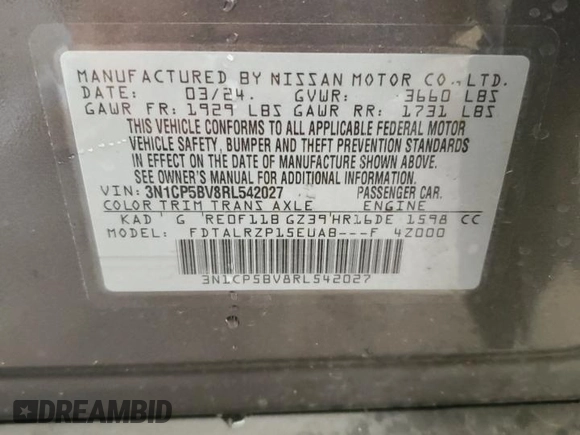 MANUFACTURED BY NISSAN MOTOR CO., LTD.
DATE: 03/24. GVWR: 3660 LBS
GAWR FR: 1929 LBS GAWR RR: 1731 LBS
THIS VEHICLE CONFORMS TO ALL APPLICABLE FEDERAL MOTOR
VEHICLE SAFETY, BUMPER AND THEFT PREVENTION STANDARDS
IN EFFECT ON THE DATE OF MANUFACTURE SHOWN ABOVE.
SEE OWNER'S MANUAL FOR ADDITIONAL INFORMATION.
VIN: 3N1CP5BV8RL542027 PASSENGER CAR.
COLOR TRIM TRANS AXLE ENGINE
KAD' G 'RE0F11B GZ39'HR16DE 1598 CC
MODEL: FDTALRZP15EUAB---F 4Z000
3N1CP5BV8RL542027
DREAMBID